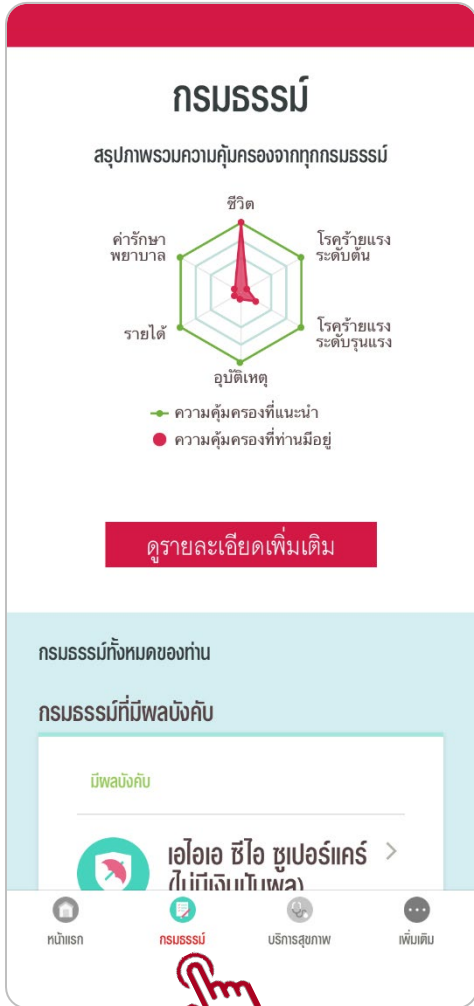 กรมธรรม์
สรุปภาพรวมความคุ้มครองจากทุกกรมธรรม์
ชีวิต
ค่ารักษา
พยาบาล
โรคร้ายแรง
ระดับต้น
รายได้
โรคร้ายแรง
ระดับรุนแรง
อุบัติเหตุ
ความคุ้มครองที่แนะนำ
ความคุ้มครองที่ท่านมีอยู่
ดูรายละเอียดเพิ่มเติม
กรมธรรม์ทั้งหมดของท่าน
กรมธรรม์ที่มีผลบังคับ
มีผลบังคับ
เอไอเอ ซีไอ ซูเปอร์แคร์
(ไม่มีเงินปันผล)
หน้าแรก
กรมธรรม์
บริการสุขภาพ
เพิ่มเติม